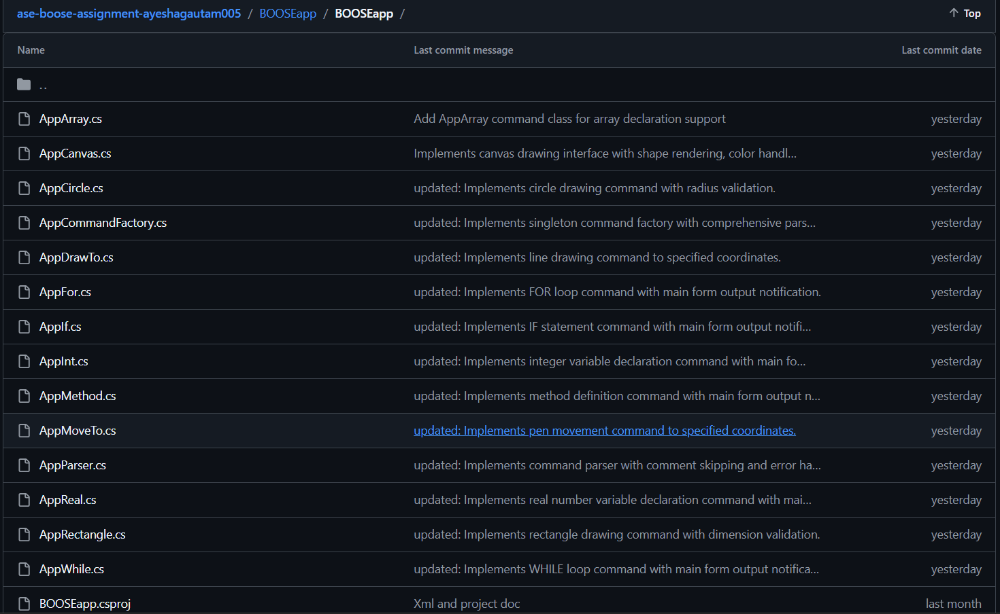 ase-boose-assignment-ayeshagautam005 / BOOSEapp / BOOSEapp / Top
Name Last commit message Last commit date
..
AppArray.cs Add AppArray command class for array declaration support yesterday
AppCanvas.cs Implements canvas drawing interface with shape rendering, color handl... yesterday
AppCircle.cs updated: Implements circle drawing command with radius validation. yesterday
AppCommandFactory.cs updated: Implements singleton command factory with comprehensive pars... yesterday
AppDrawTo.cs updated: Implements line drawing command to specified coordinates. yesterday
AppFor.cs updated: Implements FOR loop command with main form output notification. yesterday
AppIf.cs updated: Implements IF statement command with main form output notifi... yesterday
AppInt.cs updated: Implements integer variable declaration command with main fo... yesterday
AppMethod.cs updated: Implements method definition command with main form output n... yesterday
AppMoveTo.cs updated: Implements pen movement command to specified coordinates. yesterday
AppParser.cs updated: Implements command parser with comment skipping and error ha... yesterday
AppReal.cs updated: Implements real number variable declaration command with mai... yesterday
AppRectangle.cs updated: Implements rectangle drawing command with dimension validation. yesterday
AppWhile.cs updated: Implements WHILE loop command with main form output notifica... yesterday
BOOSEapp.csproj Xml and project doc last month